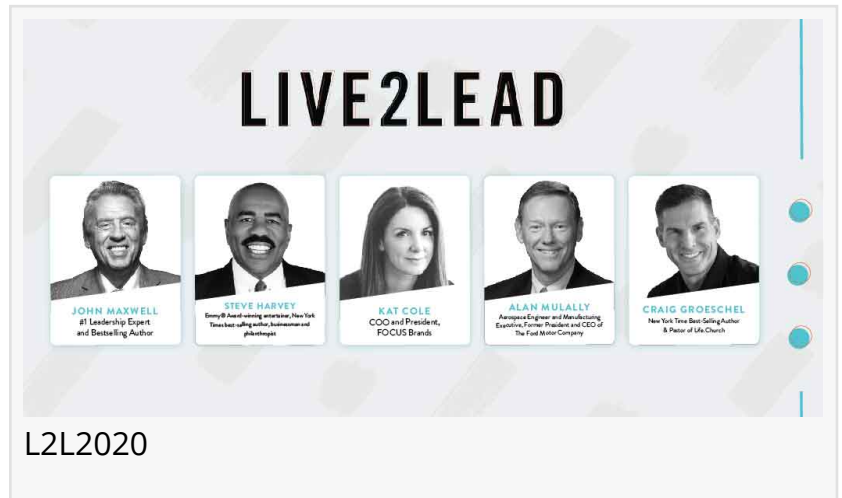 LIVE2LEAD
JOHN MAXWELL
#1 Leadership Expert
and Bestselling Author
STEVE HARVEY
Emmy® Award-winning entertainer, New York
Times best-selling author, businessman and
philanthropist
KAT COLE
COO and President,
FOCUS Brands
ALAN MULALLY
Aerospace Engineer and Manufacturing
Executive, Former President and CEO of
The Ford Motor Company
CRAIG GROESCHEL
New York Time Best-Selling Author
& Pastor of Life.Church
L2L2020